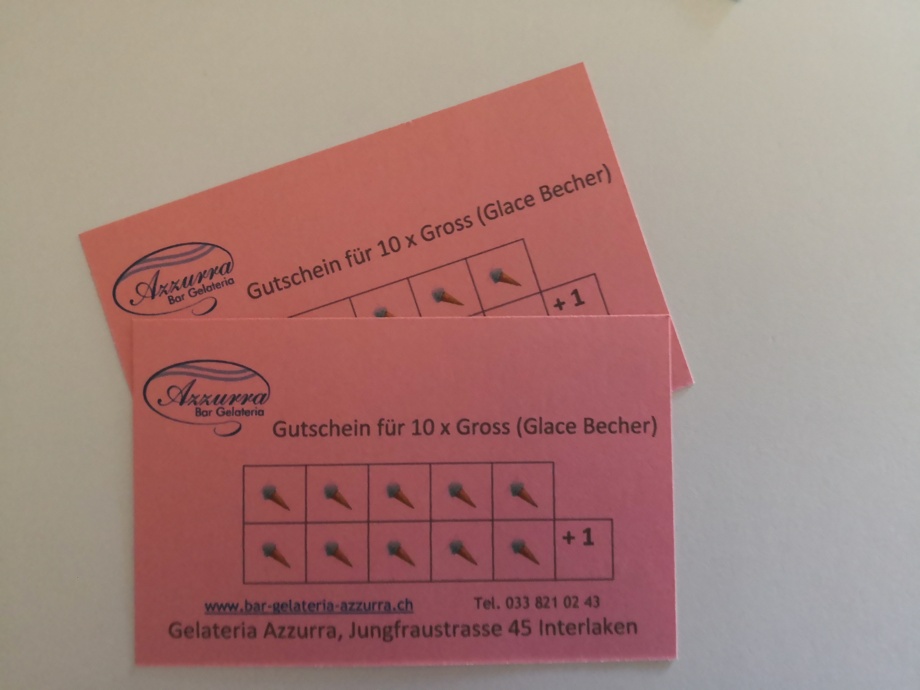 Azzurra
Bar Gelateria
Gutschein für 10 x Gross (Glace Becher)
+ 1
Azzurra
Bar Gelateria
Gutschein für 10 x Gross (Glace Becher)
+ 1
www.bar-gelateria-azzurra.ch Tel. 033 821 02 43
Gelateria Azzurra, Jungfraustrasse 45 Interlaken